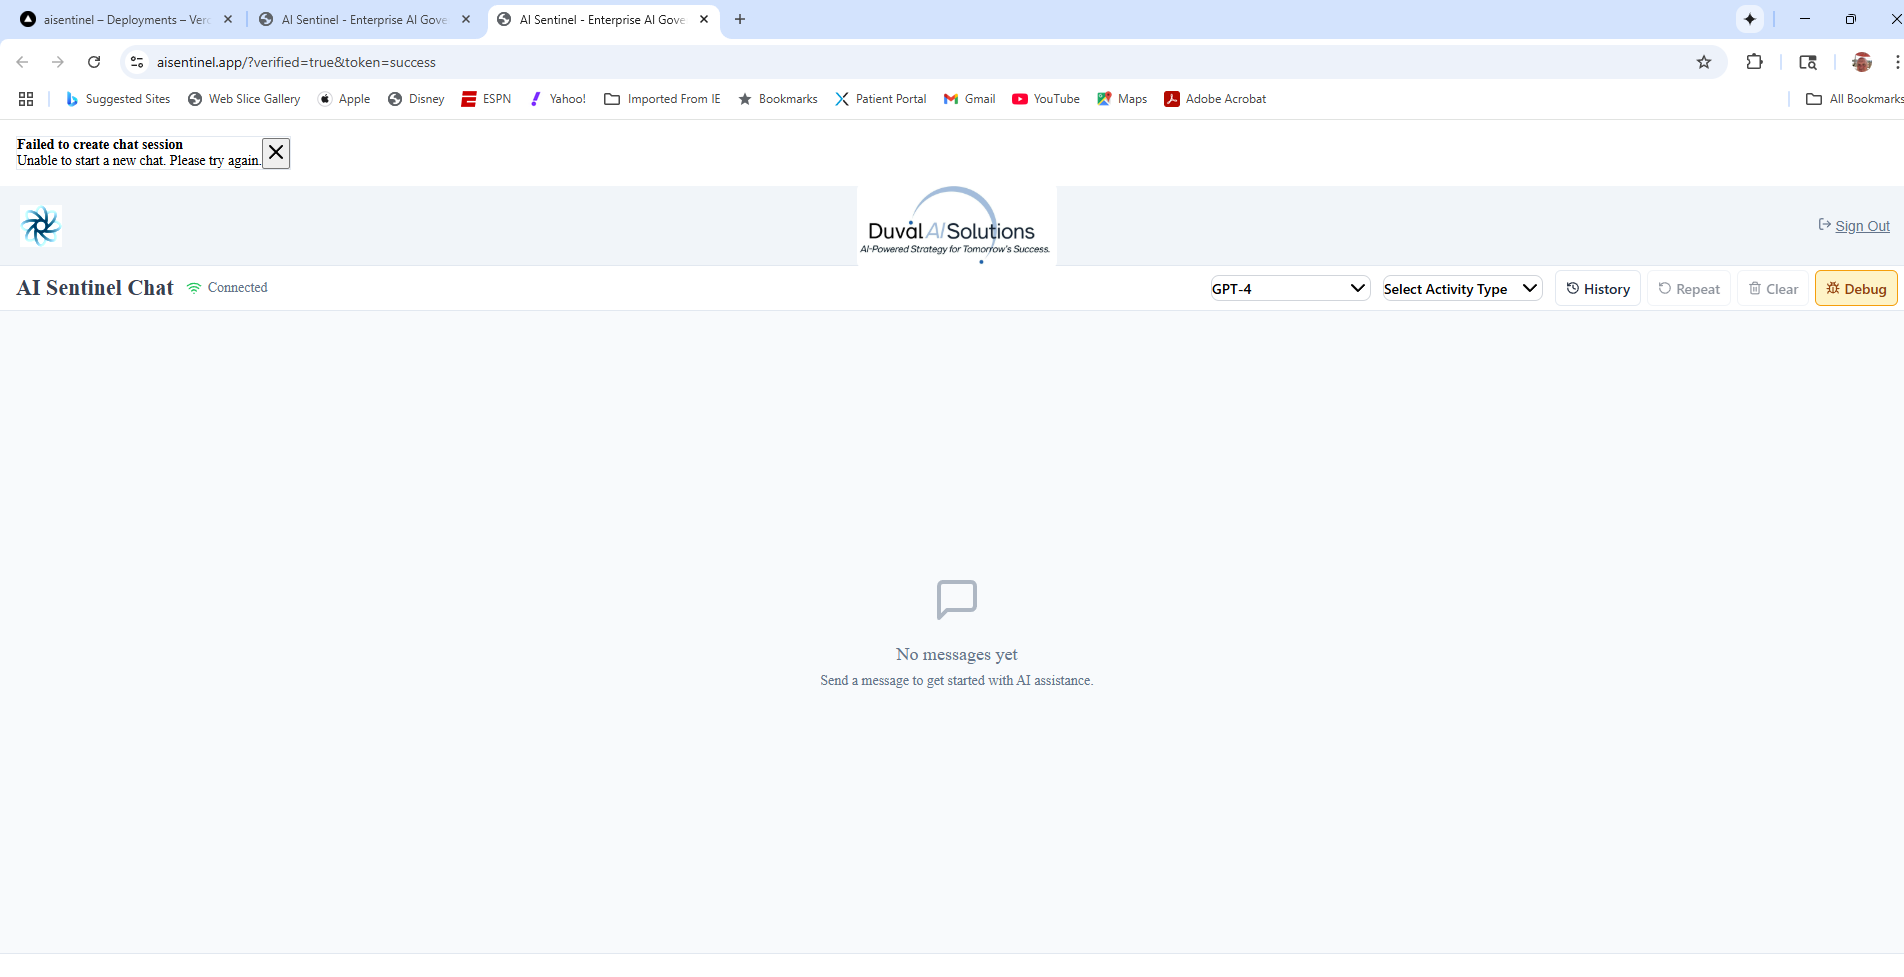 aisentinel – Deployments – Verc
AI Sentinel - Enterprise AI Gove
AI Sentinel - Enterprise AI Gove
aisentinel.app/?verified=true&token=success
Suggested Sites Web Slice Gallery Apple Disney ESPN Yahoo! Imported From IE Bookmarks Patient Portal Gmail YouTube Maps Adobe Acrobat All Bookmarks
Failed to create chat session
Unable to start a new chat. Please try again.
Duval AI Solutions
AI-Powered Strategy for Tomorrow's Success.
Sign Out
AI Sentinel Chat Connected GPT-4 Select Activity Type History Repeat Clear Debug
No messages yet
Send a message to get started with AI assistance.